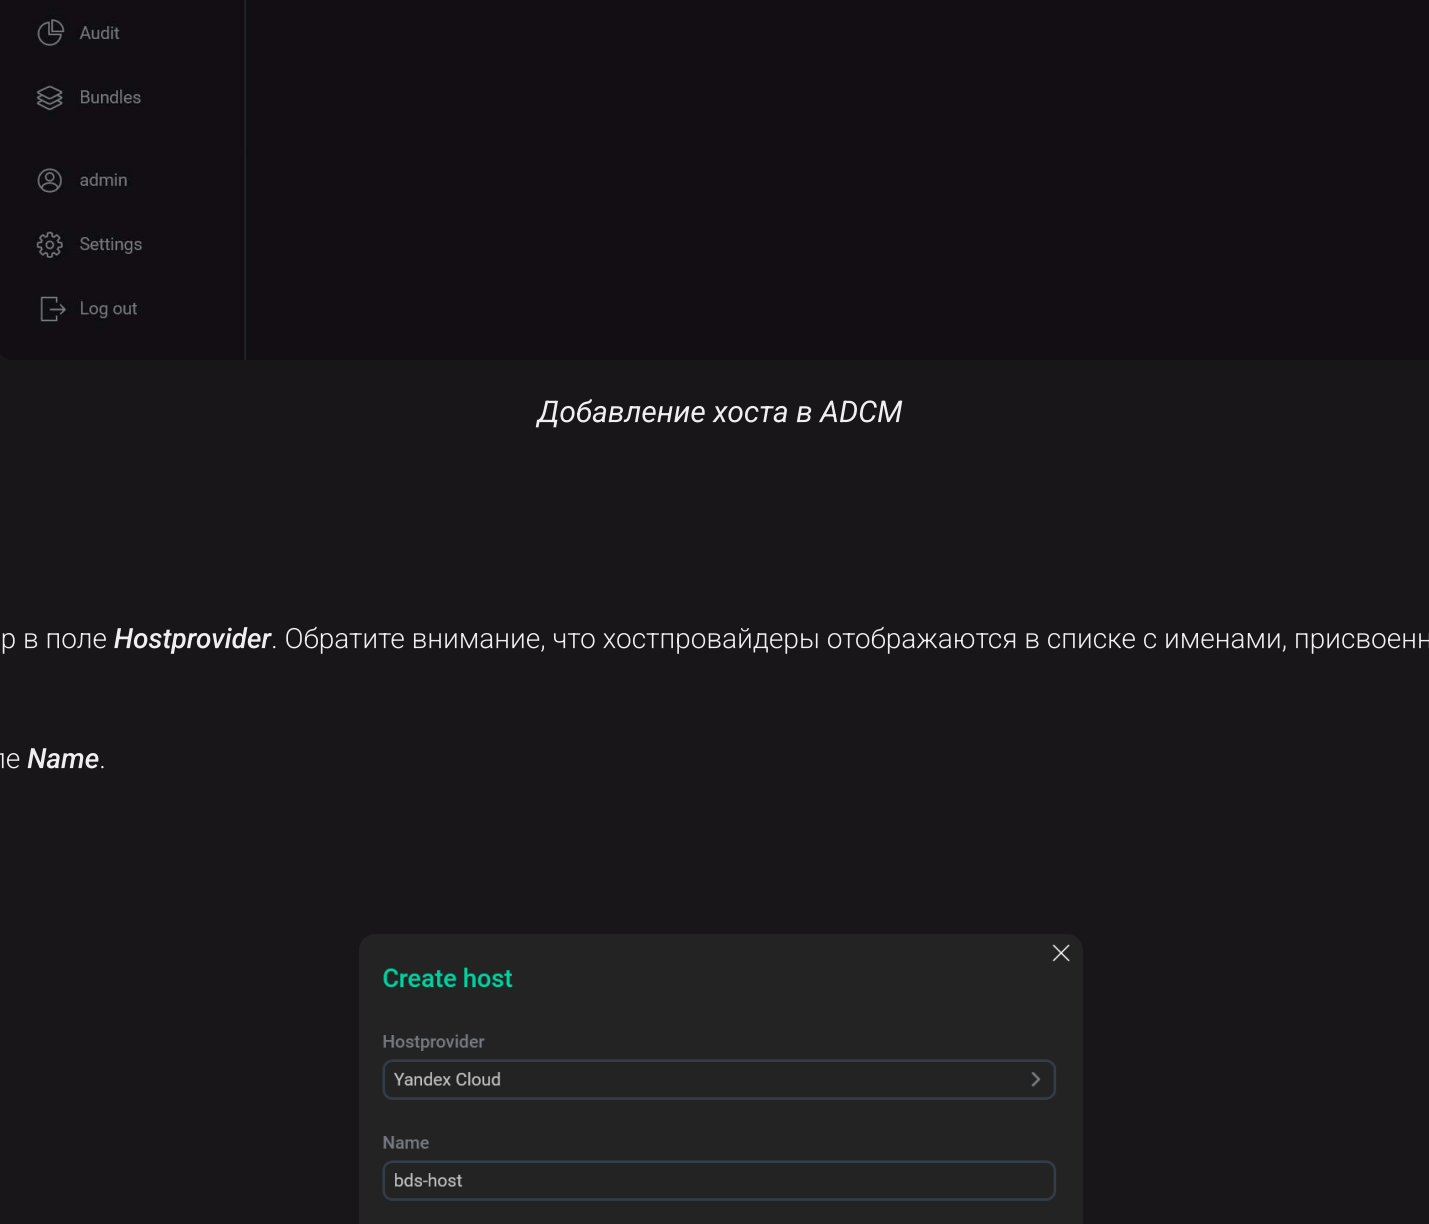 Audit
Bundles
admin
Settings
Log out
Добавление хоста в ADCM
р в поле Hostprovider. Обратите внимание, что хостпровайдеры отображаются в списке с именами, присвоенн
ле Name.
Create host
Hostprovider
Yandex Cloud
Name
bds-host